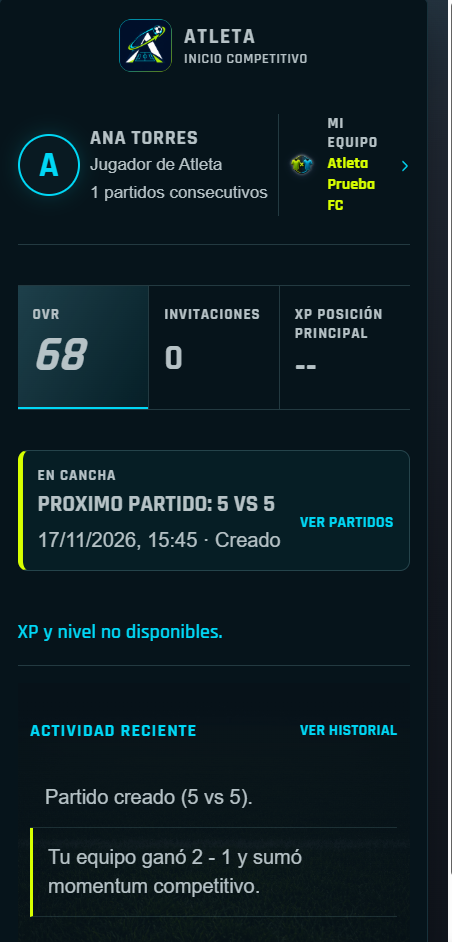 ATLETA
INICIO COMPETITIVO
A
ANA TORRES
Jugador de Atleta
1 partidos consecutivos
MI
EQUIPO
Atleta
Prueba
FC
OVR
68
INVITACIONES
0
XP POSICIÓN
PRINCIPAL
--
EN CANCHA
PROXIMO PARTIDO: 5 VS 5
17/11/2026, 15:45 · Creado
VER PARTIDOS
XP y nivel no disponibles.
ACTIVIDAD RECIENTE
VER HISTORIAL
Partido creado (5 vs 5).
Tu equipo ganó 2 - 1 y sumó
momentum competitivo.